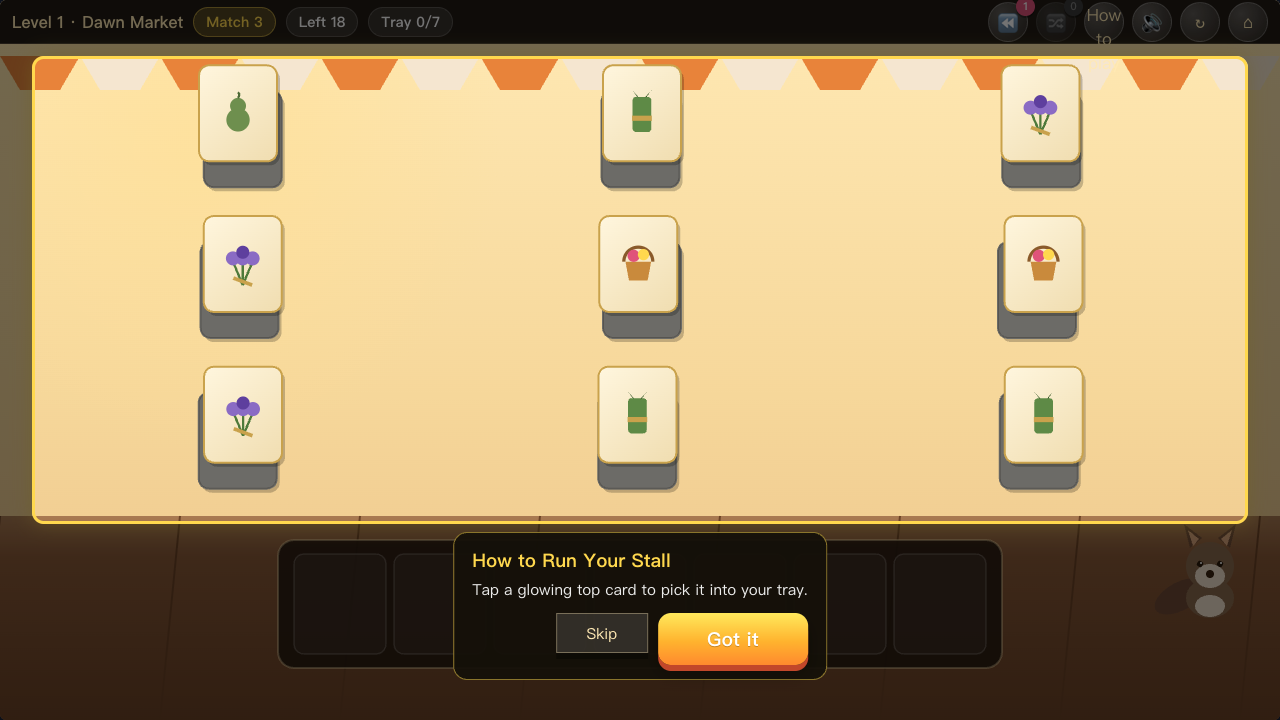 Level 1 · Dawn Market
Match 3
Left 18
Tray 0/7
1
0
How
to
How to Run Your Stall
Tap a glowing top card to pick it into your tray.
Skip
Got it